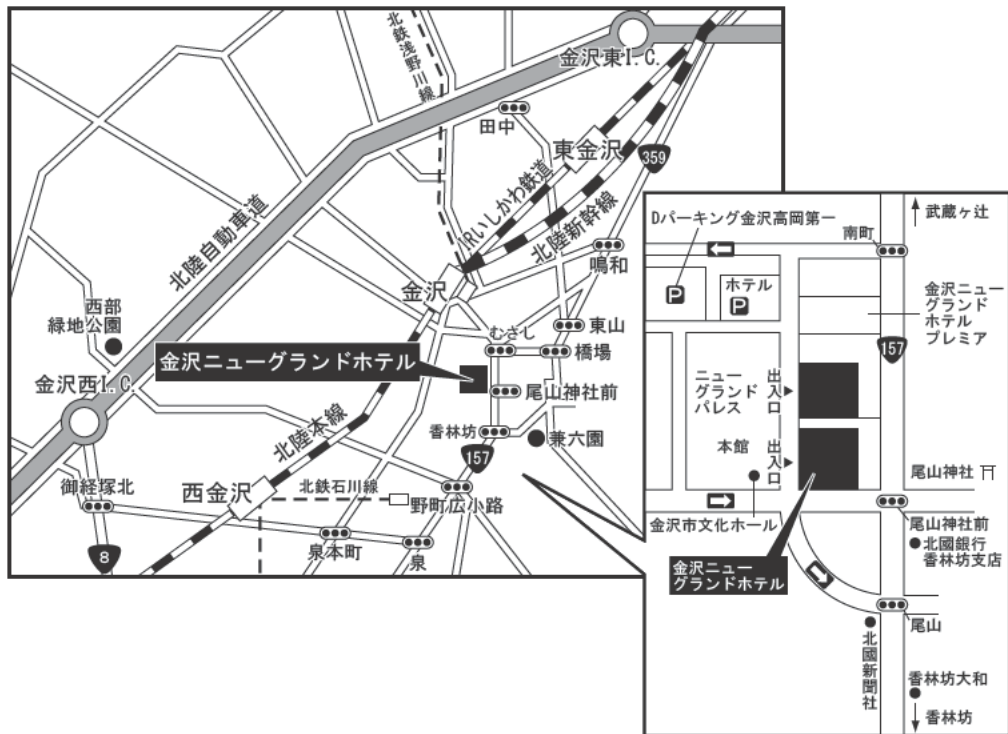 北鉄浅野川線
金沢東I.C.
田中
東金沢
359
IRいしかわ鉄道
北陸新幹線
北陸自動車道
鳴和
金沢
西部
緑地公園
むさし
東山
橋場
金沢ニューグランドホテル
尾山神社前
金沢西I.C.
香林坊
兼六園
北陸本線
157
西金沢
北鉄石川線
野町広小路
御経塚北
泉本町
泉
8
武蔵ヶ辻
Dパーキング金沢高岡第一
南町
P
ホテル
P
金沢ニュー
グランド
ホテル
プレミア
157
ニュー
グランド
パレス
出入口
本館
出入口
尾山神社
金沢市文化ホール
尾山神社前
北國銀行
香林坊支店
金沢ニュー
グランドホテル
尾山
北國新聞社
香林坊大和
香林坊